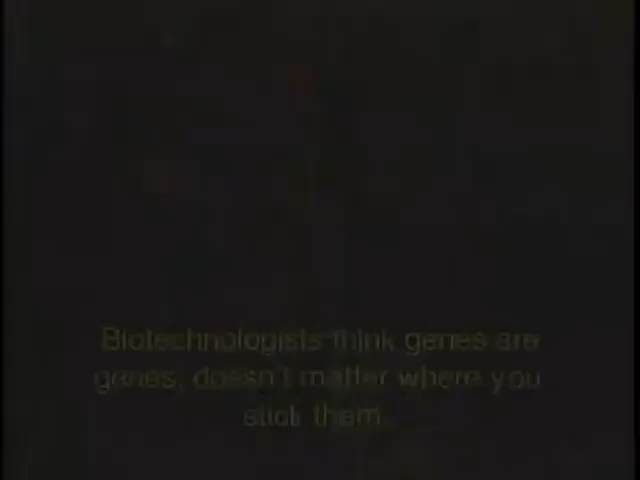 Biotechnologists think genes are
genes, doesn't matter where you
stick them.